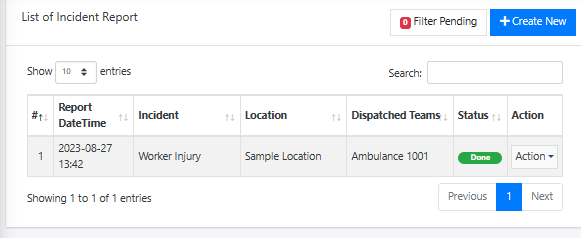 List of Incident Report
0 Filter Pending
Create New
Show 10 entries
Search:
# Report DateTime Incident Location Dispatched Teams Status Action
1 2023-08-27 13:42 Worker Injury Sample Location Ambulance 1001 Done Action
Showing 1 to 1 of 1 entries
Previous 1 Next